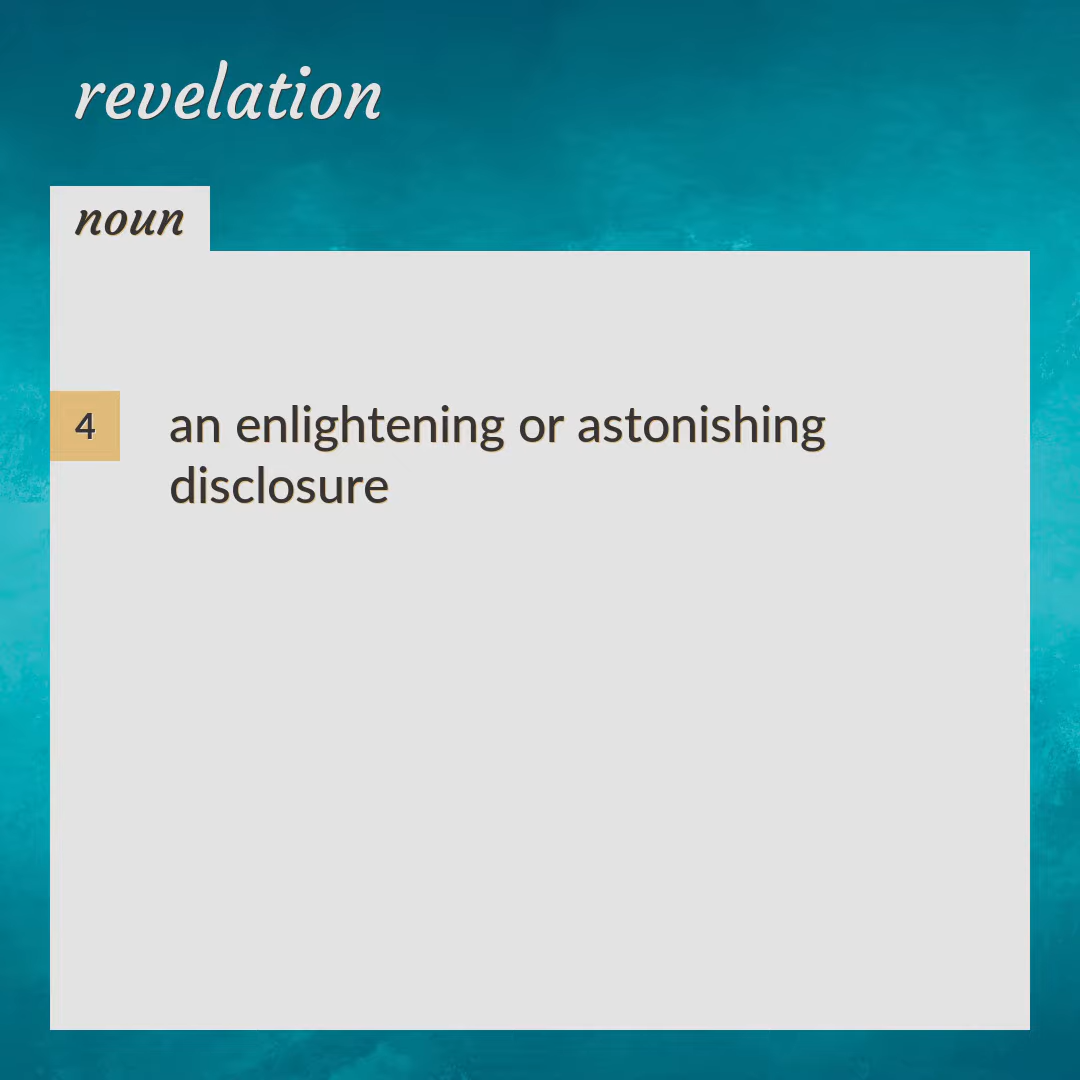 revelation
noun
4
an enlightening or astonishing
disclosure